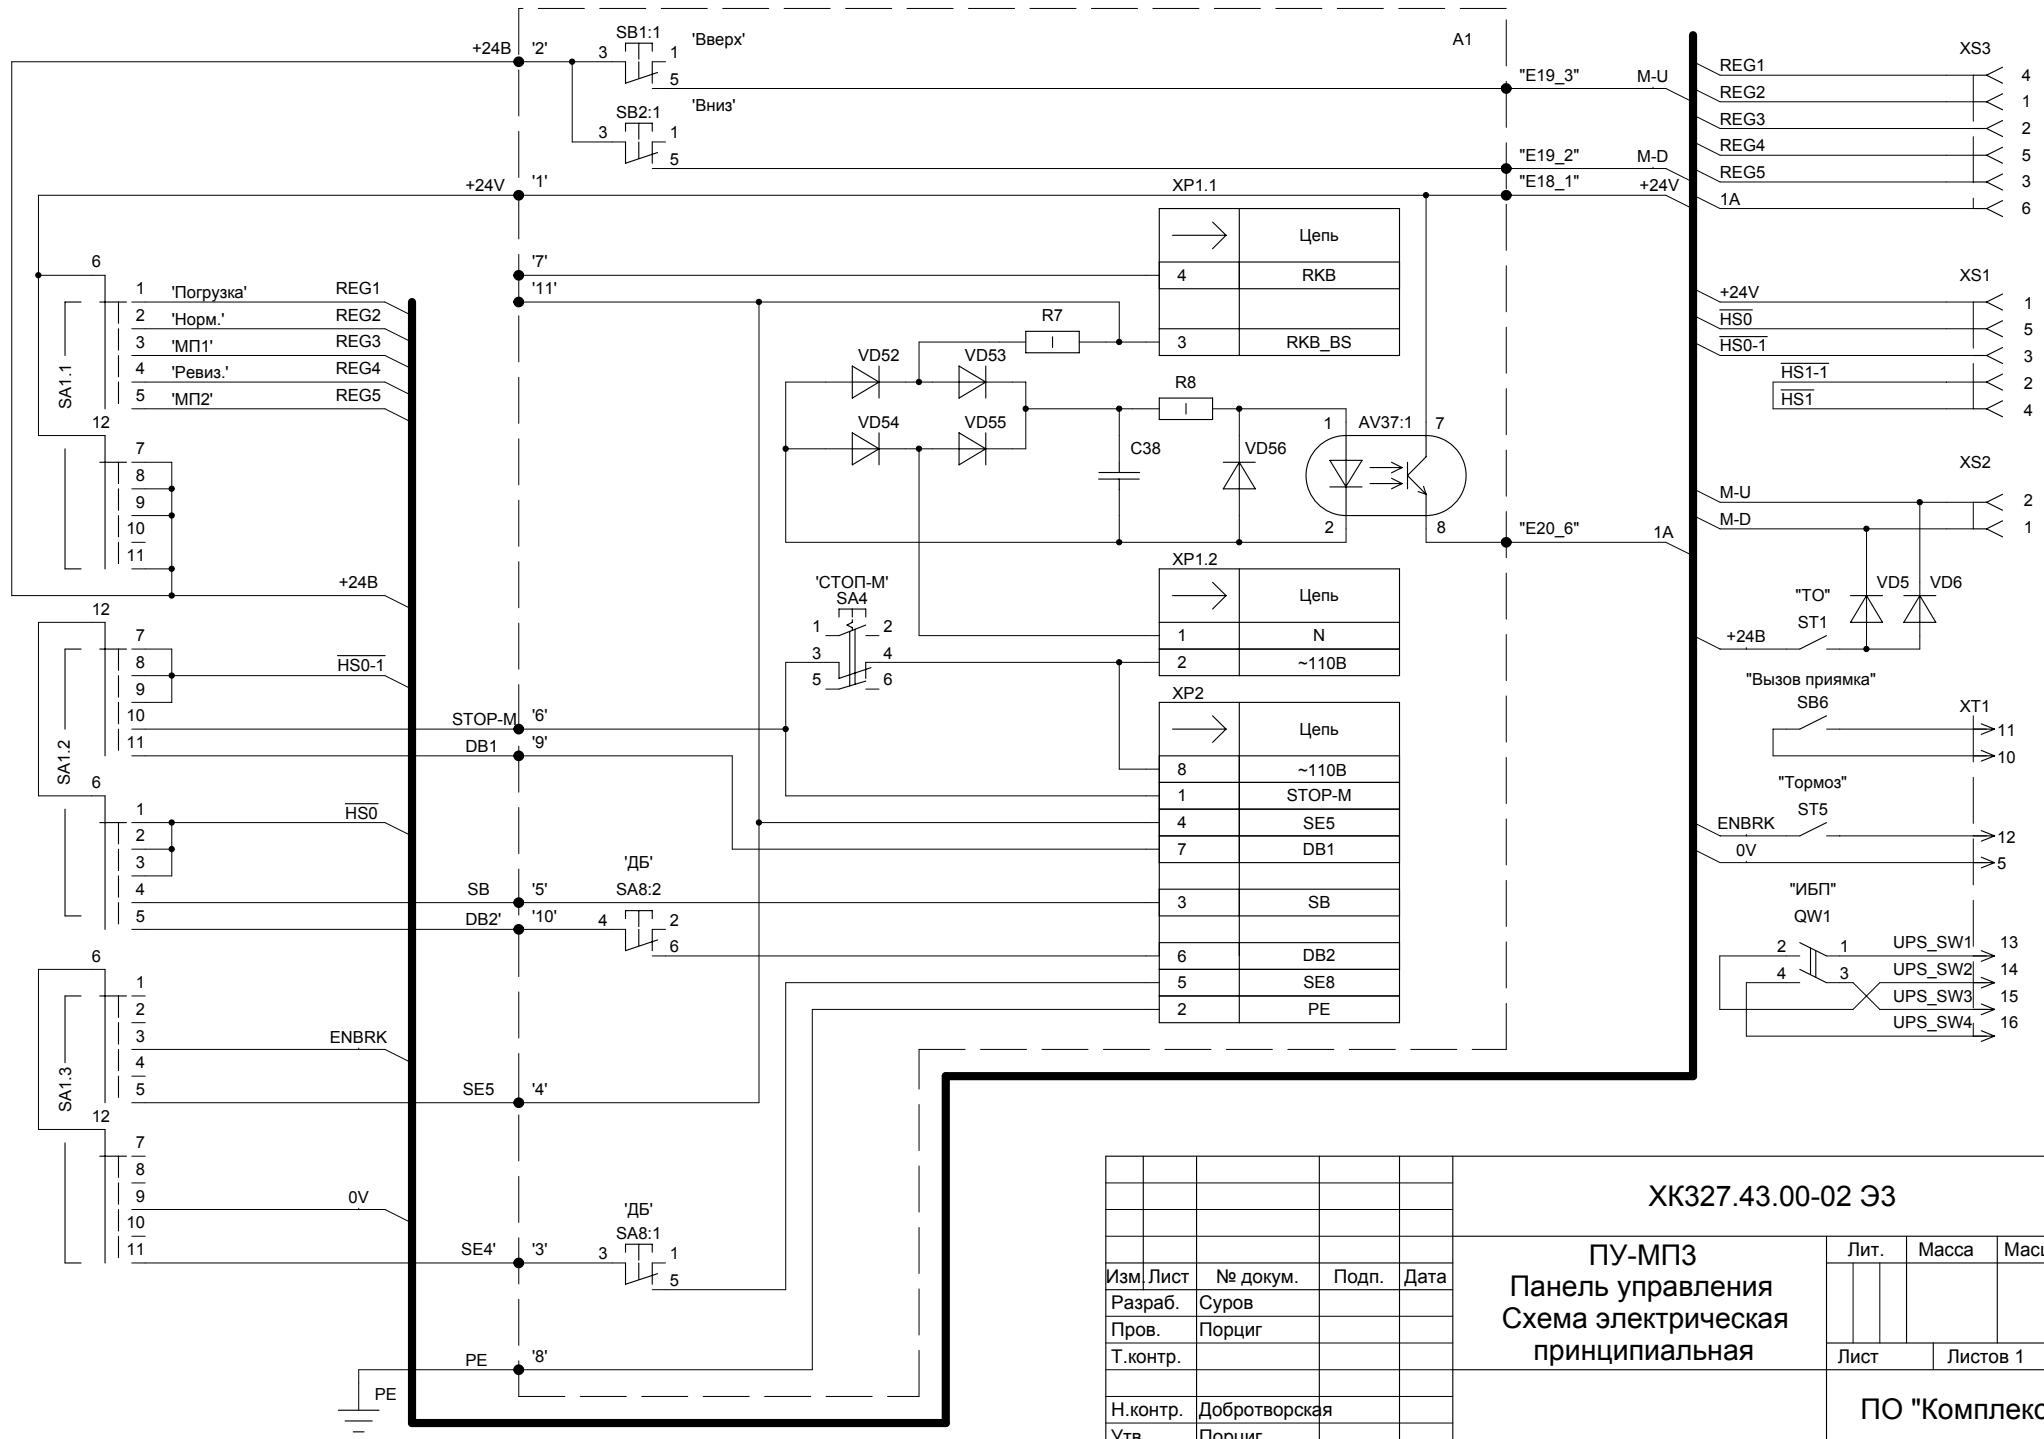 +24В '2' SB1:1 'Вверх' А1 XS3
3 1 5
"E19_3" M-U REG1 4
REG2 1
SB2:1 'Вниз' REG3 2
3 1 5
"E19_2" M-D REG4 5
+24V '1' XP1.1 "E18_1" +24V REG5 3
1A 6
Цепь
6 '7' 4 RKB XS1
1 'Погрузка' REG1 '11' +24V 1
2 'Норм.' REG2 R7 HS0 5
3 'МП1' REG3 3 RKB_BS HS0-1 3
4 'Ревиз.' REG4 VD52 VD53 HS1-1 2
5 'МП2' REG5 R8 HS1 4
SA1.1
12 VD54 VD55 1 AV37:1 7
7 C38 VD56 XS2
8
9 M-U 2
10 2 8 M-D 1
11 "E20_6" 1A
XP1.2
+24В 'СТОП-М' Цепь VD5 VD6
SA4 "ТО"
12 1 2 ST1
7 1 N +24В
8 HS0-1 3 4 2 ~110В
9 5 6 "Вызов приямка"
XP2 SB6 XT1
10 STOP-M '6' Цепь 11
11 DB1 '9' 10
SA1.2
6 8 ~110В "Тормоз"
1 HS0 1 STOP-M ST5
2 4 SE5 ENBRK 12
3 'ДБ' 7 DB1 0V 5
4 SB '5' SA8:2 3 SB "ИБП"
5 DB2' '10' 4 2 6 QW1
6 6 DB2 2 1 UPS_SW1 13
1 5 SE8 4 3 UPS_SW2 14
2 2 PE UPS_SW3 15
3 ENBRK UPS_SW4 16
4
5 SE5 '4'
SA1.3
12
7
8
9 0V
10 'ДБ'
11 SE4' '3' SA8:1
3 1 5
PE '8'
PE
ХК327.43.00-02 Э3
ПУ-МП3
Панель управления
Схема электрическая
принципиальная
Лит. Масса Масш
Лист Листов 1
Изм. Лист № докум. Подп. Дата
Разраб. Суров
Пров. Порциг
Т.контр.
Н.контр. Добротворская
Утв. Порциг
ПО "Комплекс